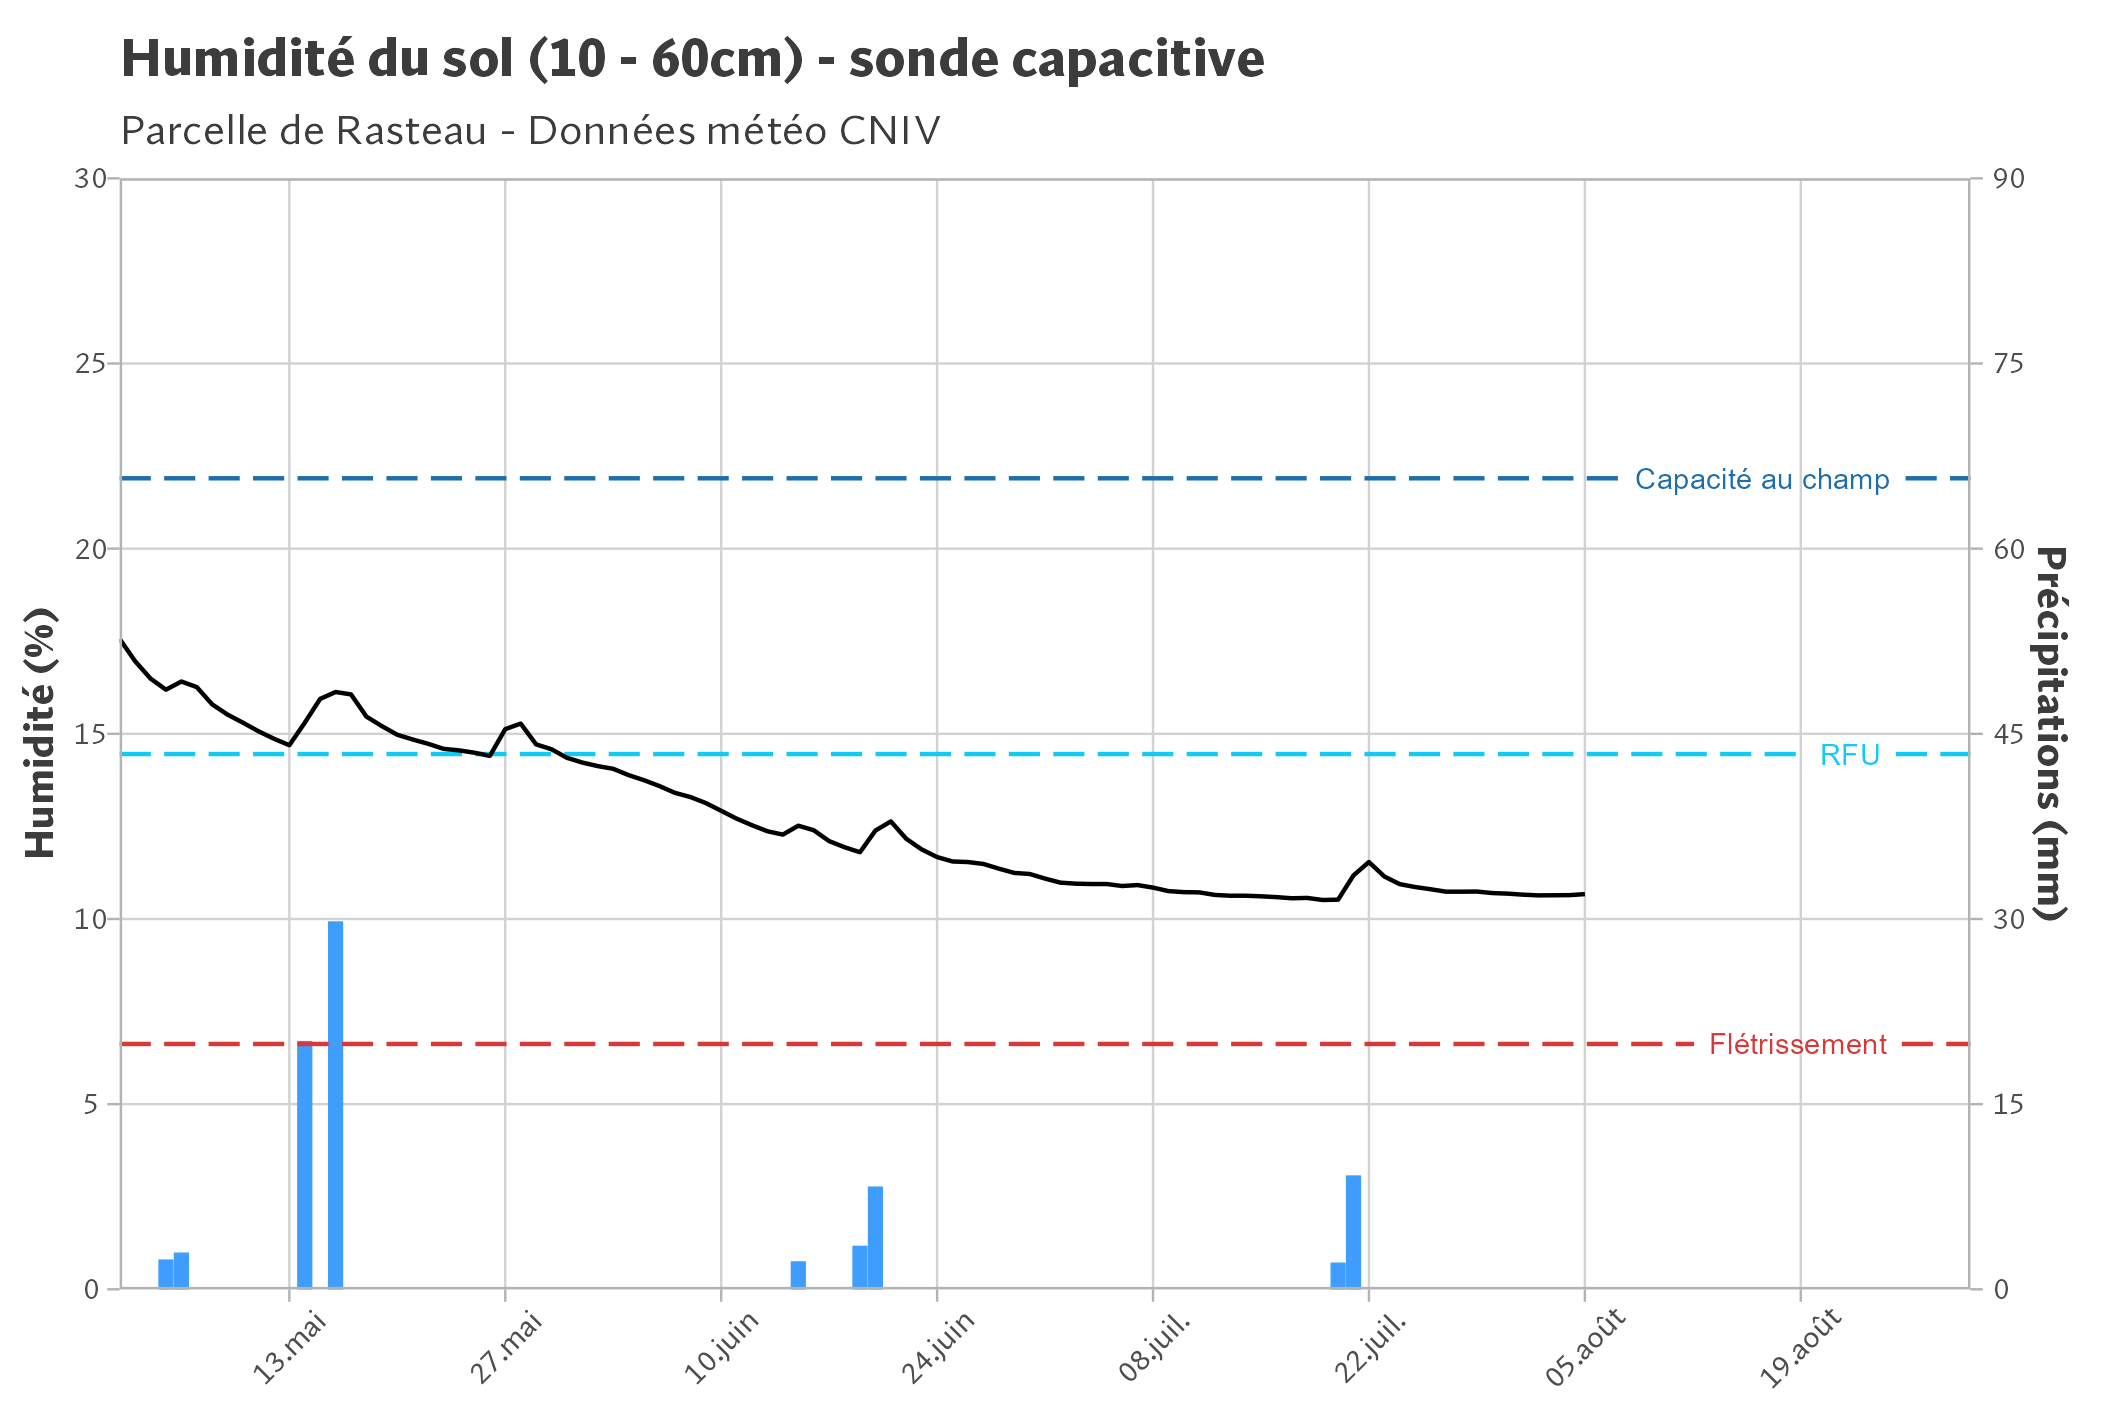 Humidité du sol (10 - 60cm) - sonde capacitive
Parcelle de Rasteau - Données météo CNIV
30
25
20
15
10
5
0
Humidité (%)
90
75
60
45
30
15
0
Précipitations (mm)
Capacité au champ
RFU
Flétrissement
13.mai
27.mai
10.juin
24.juin
08.juil.
22.juil.
05.août
19.août